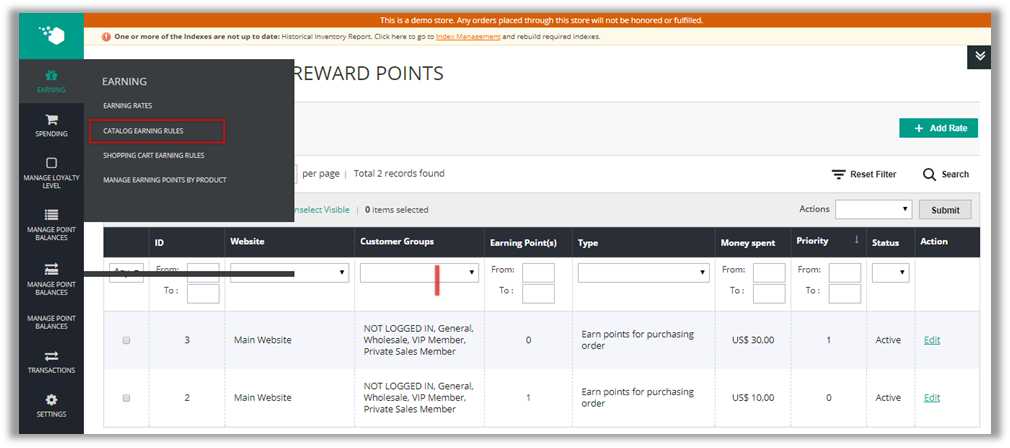 This is a demo store. Any orders placed through this store will not be honored or fulfilled.
One or more of the Indexes are not up to date: Historical Inventory Report. Click here to go to Index Management and rebuild required indexes.
EARNING
SPENDING
MANAGE LOYALTY
LEVEL
MANAGE POINT
BALANCES
MANAGE POINT
BALANCES
MANAGE POINT
BALANCES
TRANSACTIONS
SETTINGS
EARNING
EARNING RATES
CATALOG EARNING RULES
SHOPPING CART EARNING RULES
MANAGE EARNING POINTS BY PRODUCT
REWARD POINTS
+ Add Rate
per page | Total 2 records found
Reset Filter
Search
nselect Visible | 0 items selected
Actions
Submit
ID Website Customer Groups Earning Point(s) Type Money spent Priority ↓ Status Action
Any From: From: From: From:
To : To : To : To :
3 Main Website NOT LOGGED IN, General, Wholesale, VIP Member, Private Sales Member 0 Earn points for purchasing order US$ 30.00 1 Active Edit
2 Main Website NOT LOGGED IN, General, Wholesale, VIP Member, Private Sales Member 1 Earn points for purchasing order US$ 10.00 0 Active Edit